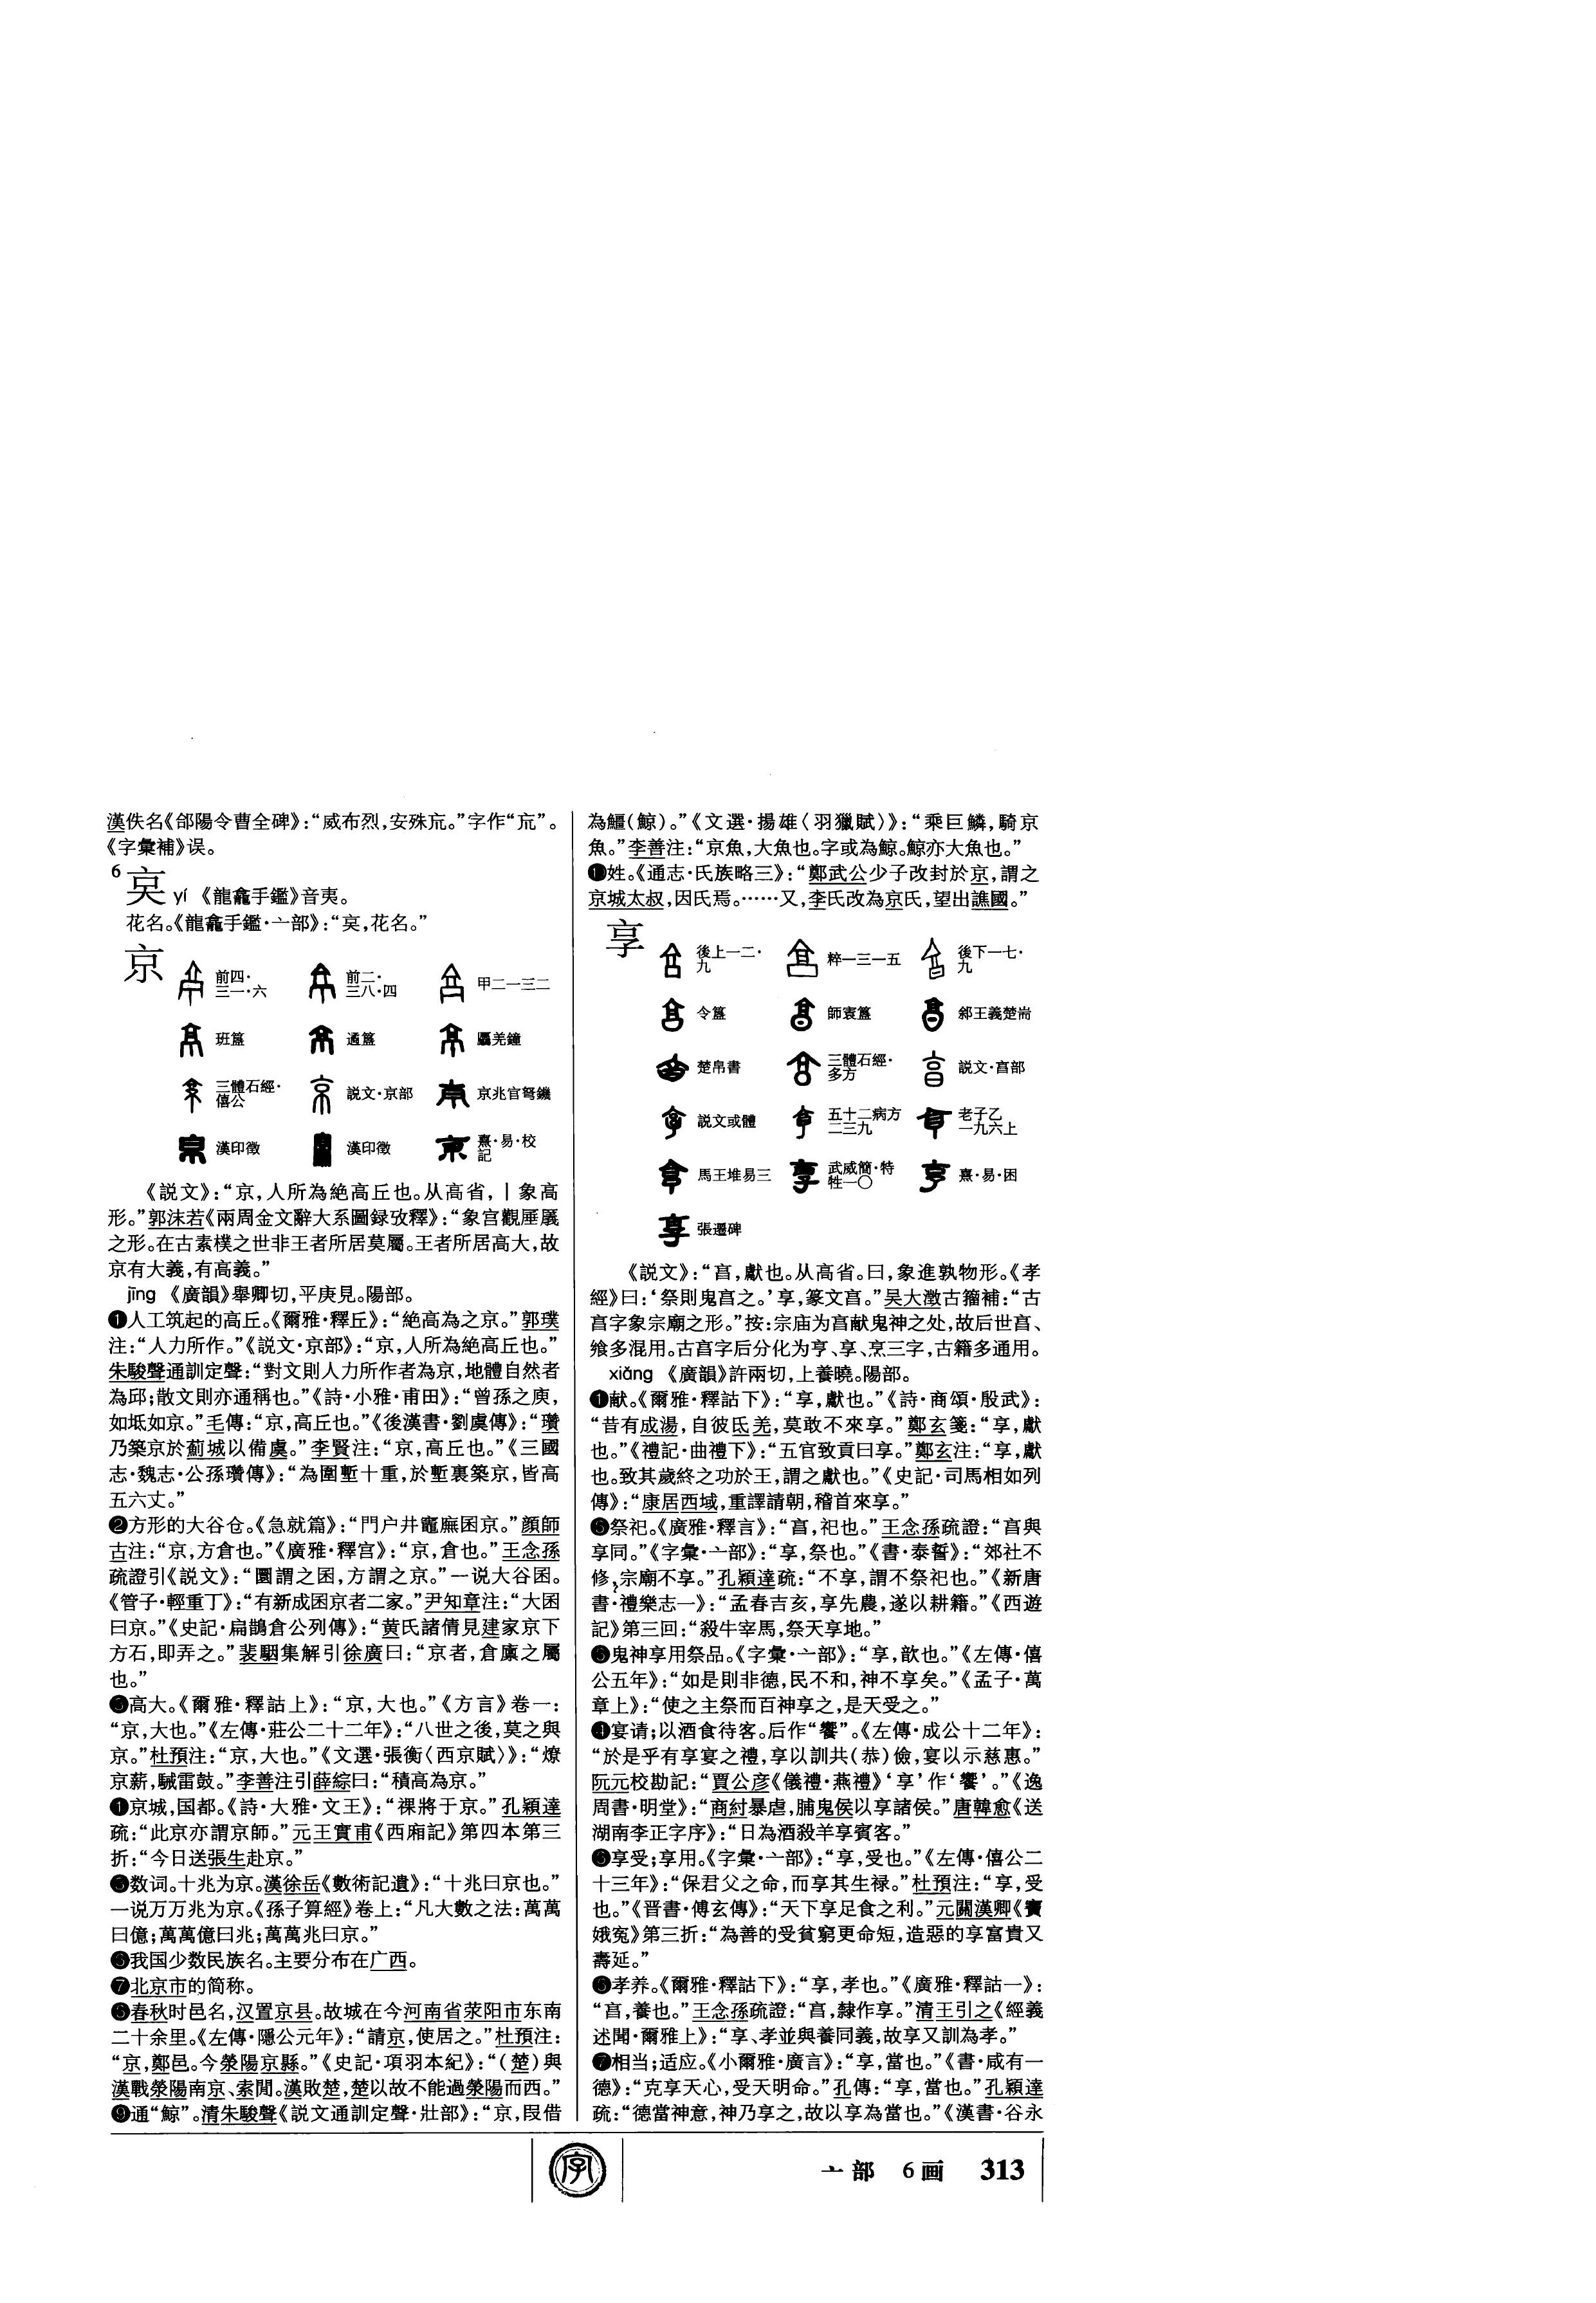 漢佚名《郃陽令曹全碑》：“威布烈，安殊巟。”字作“巟”。
《字彙補》误。
6
yí 《龍龕手鑑》音夷。
花名。《龍龕手鑑·亠部》：“，花名。”
京
前四·三一·六
前二·三八·四
甲二一三二
班簋
遹簋
𠫑羌鐘
三體石經·僖公
説文·京部
京兆官弩鐖
漢印徵
漢印徵
熹·易·校記
《説文》：“京，人所為絶高丘也。从高省，丨象高
形。”郭沫若《兩周金文辭大系圖録攷釋》：“象宫觀㕒㕒
之形。在古素樸之世非王者所居莫屬。王者所居高大，故
京有大義，有高義。”
jīng 《廣韻》舉卿切，平庚見。陽部。
❶人工筑起的高丘。《爾雅·釋丘》：“絶高為之京。”郭璞
注：“人力所作。”《説文·京部》：“京，人所為絶高丘也。”
朱駿聲通訓定聲：“對文則人力所作者為京，地體自然者
為邱；散文則亦通稱也。”《詩·小雅·甫田》：“曾孫之庾，
如坻如京。”毛傳：“京，高丘也。”《後漢書·劉虞傳》：“瓚
乃築京於薊城以備虞。”李賢注：“京，高丘也。”《三國
志·魏志·公孫瓚傳》：“為圍塹十重，於塹裏築京，皆高
五六丈。”
❷方形的大谷仓。《急就篇》：“門户井竈廡囷京。”顔師
古注：“京，方倉也。”《廣雅·釋宫》：“京，倉也。”王念孫
疏證引《説文》：“圜謂之囷，方謂之京。”一说大谷囷。
《管子·輕重丁》：“有新成囷京者二家。”尹知章注：“大囷
曰京。”《史記·扁鵲倉公列傳》：“黄氏諸倩見建家京下
方石，即弄之。”裴駰集解引徐廣曰：“京者，倉廪之屬
也。”
❸高大。《爾雅·釋詁上》：“京，大也。”《方言》卷一：
“京，大也。”《左傳·莊公二十二年》：“八世之後，莫之與
京。”杜預注：“京，大也。”《文選·張衡〈西京賦〉》：“燎
京薪，駴雷鼓。”李善注引薛綜曰：“積高為京。”
❹京城，国都。《詩·大雅·文王》：“裸將于京。”孔穎達
疏：“此京亦謂京師。”元王實甫《西廂記》第四本第三
折：“今日送張生赴京。”
❺数词。十兆为京。漢徐岳《數術記遺》：“十兆曰京也。”
一说万万兆为京。《孫子算經》卷上：“凡大數之法：萬萬
曰億；萬萬億曰兆；萬萬兆曰京。”
❻我国少数民族名。主要分布在广西。
❼北京市的简称。
❽春秋时邑名，汉置京县。故城在今河南省荥阳市东南
二十余里。《左傳·隱公元年》：“請京，使居之。”杜預注：
“京，鄭邑。今滎陽京縣。”《史記·項羽本紀》：“（楚）與
漢戰滎陽南京、索間。漢敗楚，楚以故不能過滎陽而西。”
❾通“鯨”。清朱駿聲《説文通訓定聲·壯部》：“京，叚借
為鱷（鯨）。”《文選·揚雄〈羽獵賦〉》：“乘巨鱗，騎京
魚。”李善注：“京魚，大魚也。字或為鯨。鯨亦大魚也。”
❿姓。《通志·氏族略三》：“鄭武公少子改封於京，謂之
京城太叔，因氏焉。……又，李氏改為京氏，望出譙國。”
享
後上一二·九
粹一三一五
後下一七·九
令簋
師𡩜簋
邾王義楚耑
楚帛書
三體石經·多方
説文·亯部
説文或體
五十二病方二三九
老子乙一九六上
馬王堆易三
武威簡·特牲一〇
熹·易·困
張遷碑
《説文》：“亯，獻也。从高省。曰，象進孰物形。《孝
經》曰：‘祭則鬼亯之。’享，篆文亯。”吴大澂古籀補：“古
亯字象宗廟之形。”按：宗庙为亯献鬼神之处，故后世亯、
飨多混用。古亯字后分化为亨、享、烹三字，古籍多通用。
xiǎng 《廣韻》許兩切，上養曉。陽部。
❶献。《爾雅·釋詁下》：“享，獻也。”《詩·商頌·殷武》：
“昔有成湯，自彼氐羌，莫敢不來享。”鄭玄箋：“享，獻
也。”《禮記·曲禮下》：“五官致貢曰享。”鄭玄注：“享，獻
也。致其歲終之功於王，謂之獻也。”《史記·司馬相如列
傳》：“康居西域，重譯請朝，稽首來享。”
❷祭祀。《廣雅·釋言》：“亯，祀也。”王念孫疏證：“亯與
享同。”《字彙·亠部》：“享，祭也。”《書·泰誓》：“郊社不
修，宗廟不享。”孔穎達疏：“不享，謂不祭祀也。”《新唐
書·禮樂志一》：“孟春吉亥，享先農，遂以耕籍。”《西遊
記》第三回：“殺牛宰馬，祭天享地。”
❸鬼神享用祭品。《字彙·亠部》：“享，歆也。”《左傳·僖
公五年》：“如是則非德，民不和，神不享矣。”《孟子·萬
章上》：“使之主祭而百神享之，是天受之。”
❹宴请；以酒食待客。后作“饗”。《左傳·成公十二年》：
“於是乎有享宴之禮，享以訓共（恭）儉，宴以示慈惠。”
阮元校勘記：“賈公彦《儀禮·燕禮》‘享’作‘饗’。”《逸
周書·明堂》：“商紂暴虐，脯鬼侯以享諸侯。”唐韓愈《送
湖南李正字序》：“日為酒殺羊享賓客。”
❺享受；享用。《字彙·亠部》：“享，受也。”《左傳·僖公二
十三年》：“保君父之命，而享其生禄。”杜預注：“享，受
也。”《晋書·傅玄傳》：“天下享足食之利。”元關漢卿《竇
娥冤》第三折：“為善的受貧窮更命短，造惡的享富貴又
壽延。”
❻孝养。《爾雅·釋詁下》：“享，孝也。”《廣雅·釋詁一》：
“亯，養也。”王念孫疏證：“亯，隸作享。”清王引之《經義
述聞·爾雅上》：“享、孝並與養同義，故享又訓為孝。”
❼相当；适应。《小爾雅·廣言》：“享，當也。”《書·咸有一
德》：“克享天心，受天明命。”孔傳：“享，當也。”孔穎達
疏：“德當神意，神乃享之，故以享為當也。”《漢書·谷永
字
亠部 6画 313